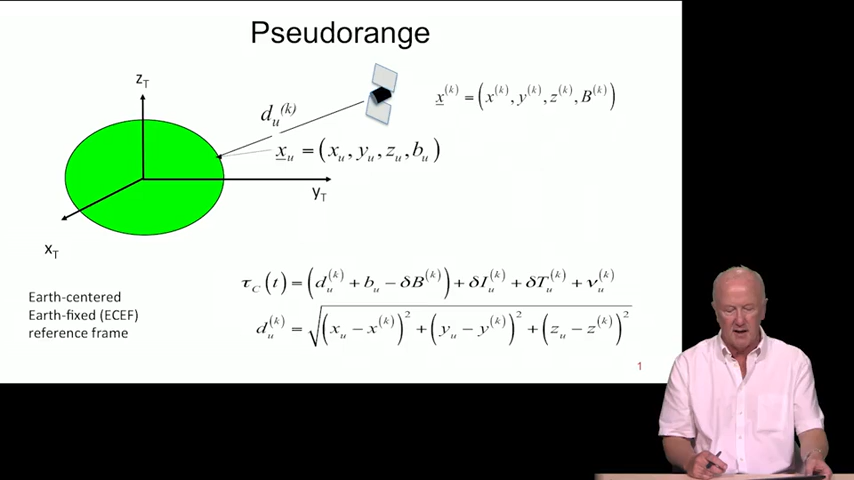 Pseudorange
z_T
d_u^(k)
x^(k) = (x^(k), y^(k), z^(k), B^(k))
x_u = (x_u, y_u, z_u, b_u)
y_T
x_T
τ_C(t) = (d_u^(k) + b_u − δB^(k)) + δI_u^(k) + δT_u^(k) + ν_u^(k)
Earth-centered
Earth-fixed (ECEF)
reference frame
d_u^(k) = √((x_u − x^(k))^2 + (y_u − y^(k))^2 + (z_u − z^(k))^2)
1